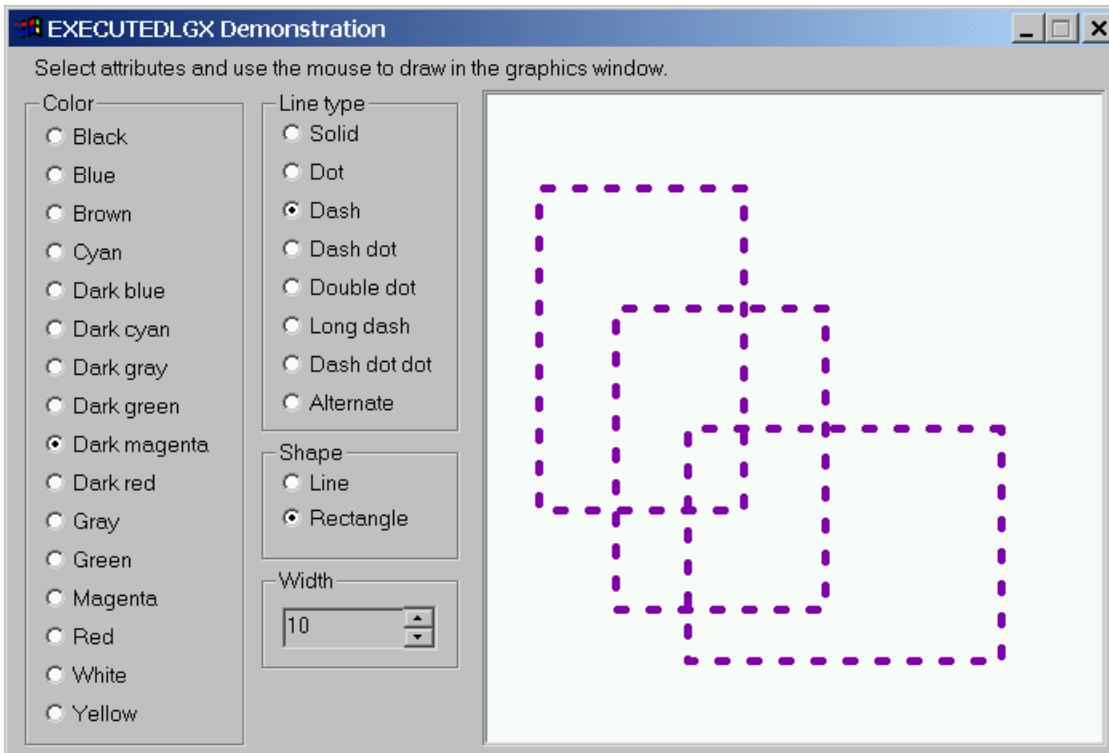 EXECUTEDLGX Demonstration
Select attributes and use the mouse to draw in the graphics window.
Color
Black
Blue
Brown
Cyan
Dark blue
Dark cyan
Dark gray
Dark green
Dark magenta
Dark red
Gray
Green
Magenta
Red
White
Yellow
Line type
Solid
Dot
Dash
Dash dot
Double dot
Long dash
Dash dot dot
Alternate
Shape
Line
Rectangle
Width
10